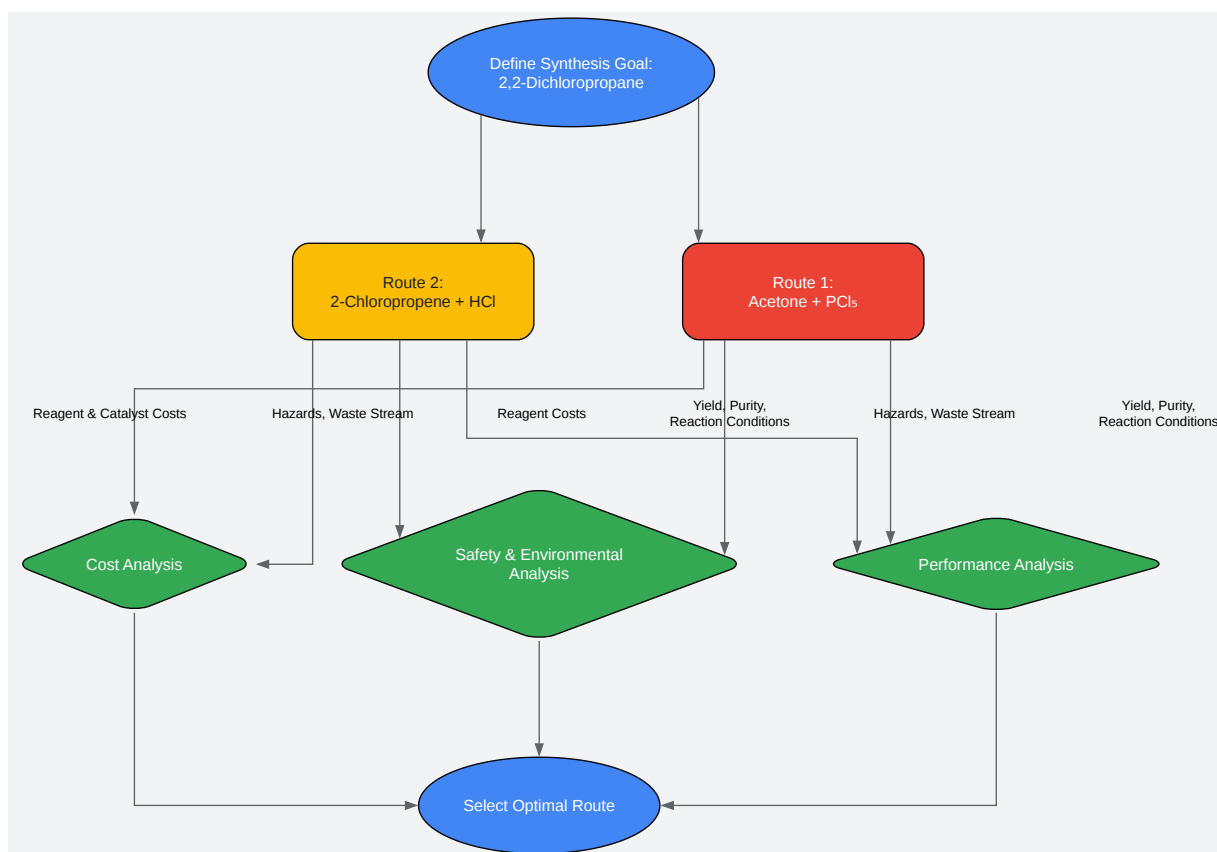 Define Synthesis Goal:
2,2-Dichloropropane
Route 2:
2-Chloropropene + HCl
Route 1:
Acetone + PCl₅
Reagent & Catalyst Costs
Hazards, Waste Stream
Reagent Costs
Yield, Purity,
Reaction Conditions
Hazards, Waste Stream
Yield, Purity,
Reaction Conditions
Cost Analysis
Safety & Environmental
Analysis
Performance Analysis
Select Optimal Route